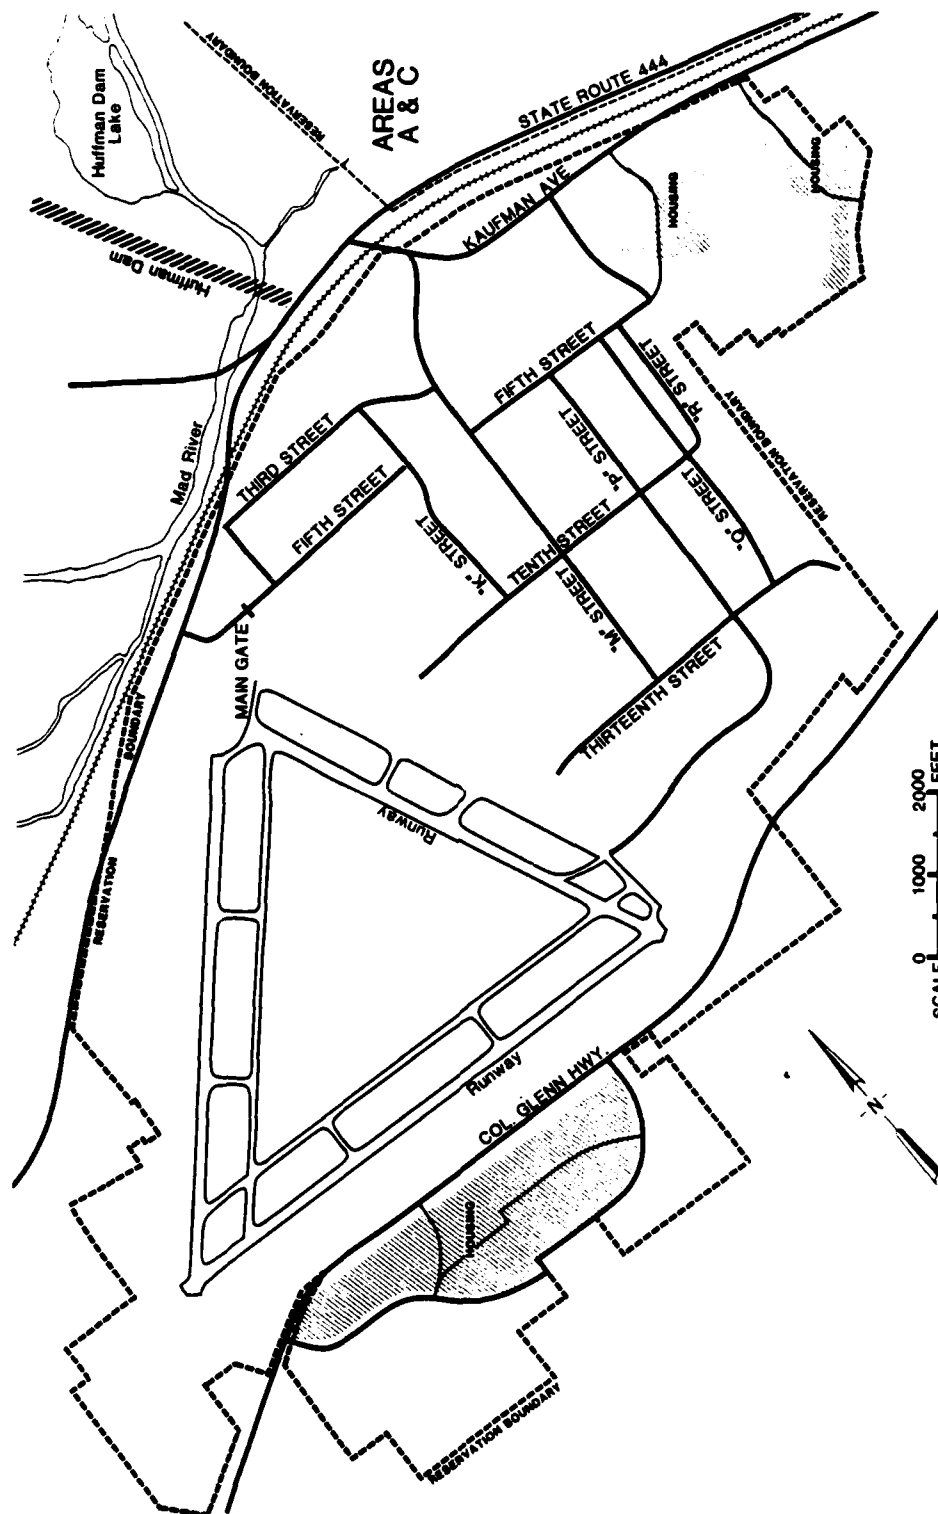 Huffman Dam
Lake
RESERVATION BOUNDARY
AREAS
A & C
STATE ROUTE 444
Huffman Dam
KAUFMAN AVE
HOUSING
HOUSING
Mad River
THIRD STREET
FIFTH STREET
FIFTH STREET
"R" STREET
"P" STREET
"K" STREET
TENTH STREET
"Q" STREET
RESERVATION BOUNDARY
"M" STREET
MAIN GATE
THIRTEENTH STREET
RESERVATION
BOUNDARY
Runway
Runway
COL. GLENN HWY.
HOUSING
RESERVATION BOUNDARY
N
0 1000 2000
SCALE FEET